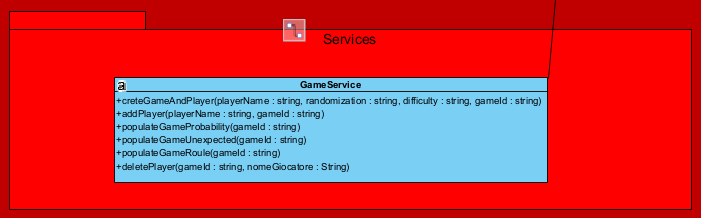 Services
a
GameService
+creteGameAndPlayer(playerName : string, randomization : string, difficulty : string, gameId : string)
+addPlayer(playerName : string, gameId : string)
+populateGameProbability(gameId : string)
+populateGameUnexpected(gameId : string)
+populateGameRoule(gameId : string)
+deletePlayer(gameId : string, nomeGiocatore : String)